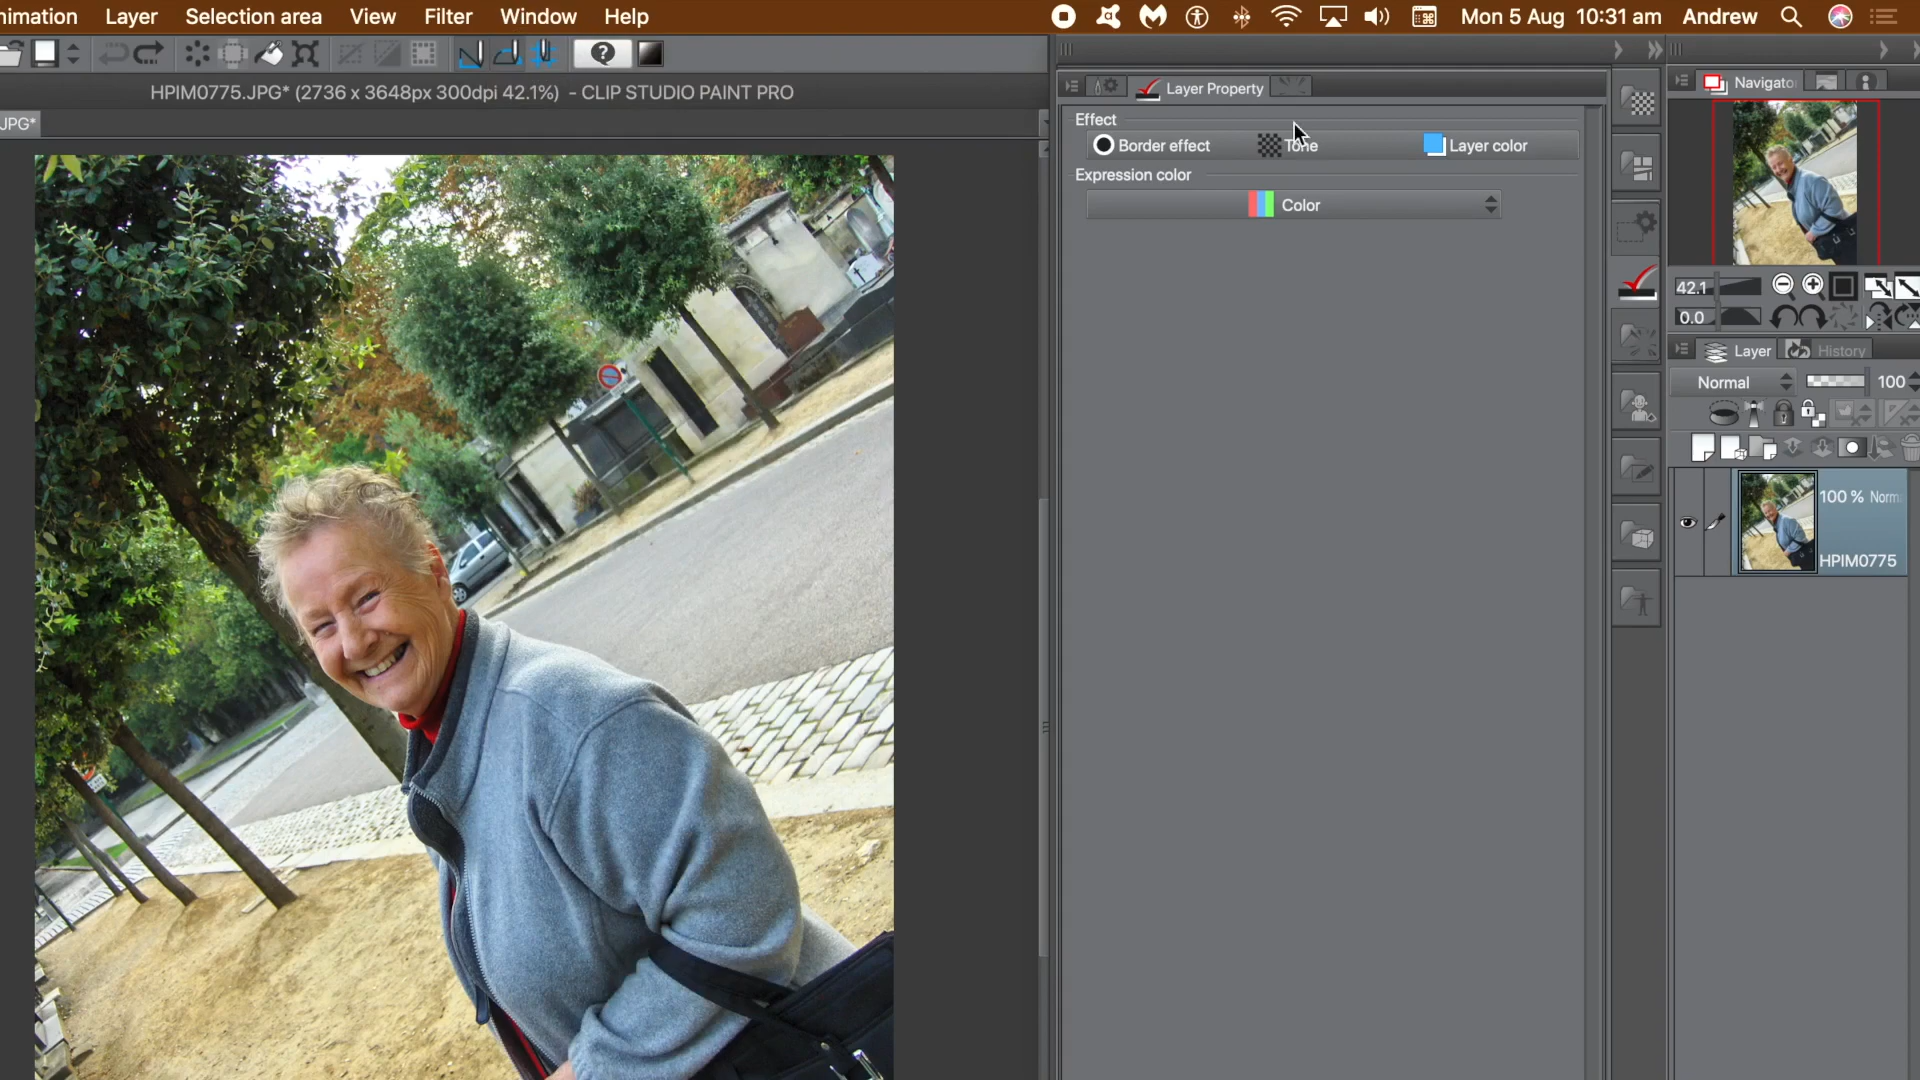 nimation Layer Selection area View Filter Window Help Mon 5 Aug 10:31 am Andrew
HPIM0775.JPG* (2736 x 3648px 300dpi 42.1%) - CLIP STUDIO PAINT PRO
JPG*
Layer Property
Effect
Border effect Tone Layer color
Expression color
Color
Navigato
42.1
0.0
Layer History
Normal 100
100 % Norm
HPIM0775